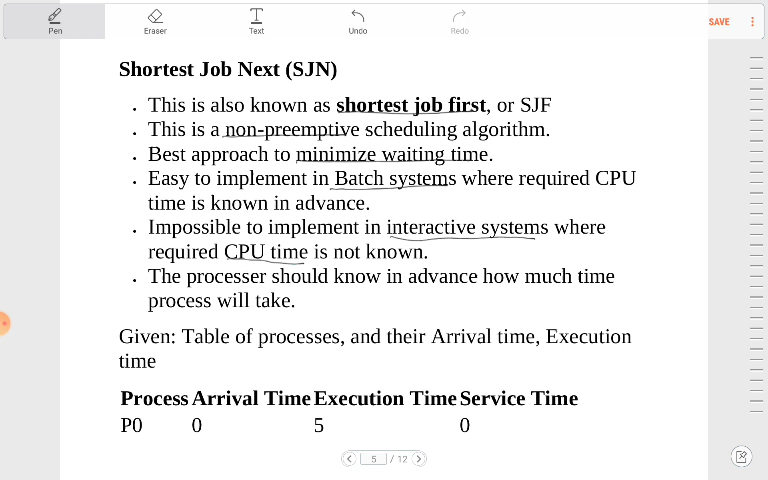 Pen Eraser Text Undo Redo SAVE
Shortest Job Next (SJN)
• This is also known as shortest job first, or SJF
• This is a non-preemptive scheduling algorithm.
• Best approach to minimize waiting time.
• Easy to implement in Batch systems where required CPU
time is known in advance.
• Impossible to implement in interactive systems where
required CPU time is not known.
• The processer should know in advance how much time
process will take.
Given: Table of processes, and their Arrival time, Execution
time
Process Arrival Time Execution Time Service Time
P0 0 5 0
5 / 12